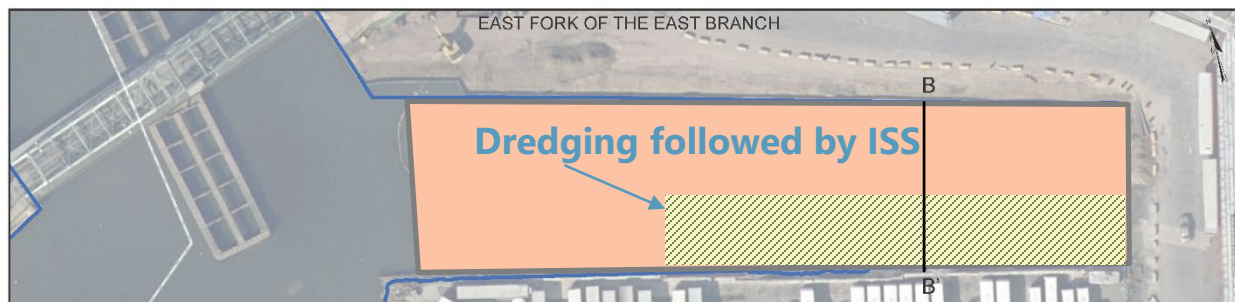 EAST FORK OF THE EAST BRANCH
N
B
Dredging followed by ISS
B'